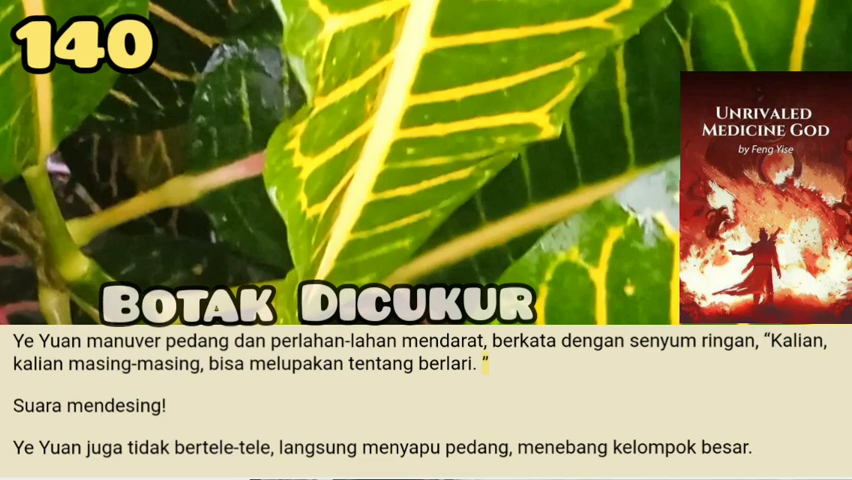 140
UNRIVALED
MEDICINE GOD
by Feng Yise
BOTAK DICUKUR
Ye Yuan manuver pedang dan perlahan-lahan mendarat, berkata dengan senyum ringan, “Kalian,
kalian masing-masing, bisa melupakan tentang berlari. ”
Suara mendesing!
Ye Yuan juga tidak bertele-tele, langsung menyapu pedang, menebang kelompok besar.